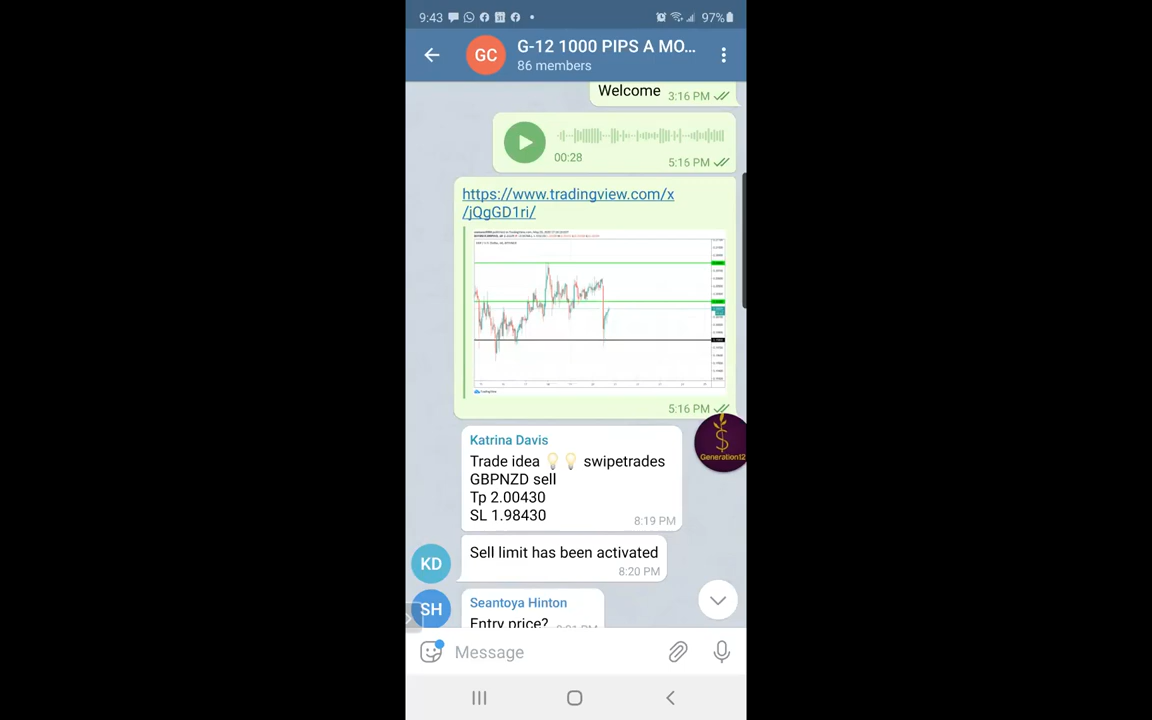 9:43
97%
GC
G-12 1000 PIPS A MO...
86 members
Welcome
3:16 PM
00:28
5:16 PM
https://www.tradingview.com/x
/jQgGD1ri/
5:16 PM
Generation12
Katrina Davis
Trade idea 💡💡 swipetrades
GBPNZD sell
Tp 2.00430
SL 1.98430
8:19 PM
KD
Sell limit has been activated
8:20 PM
SH
Seantoya Hinton
Entry price?
Message